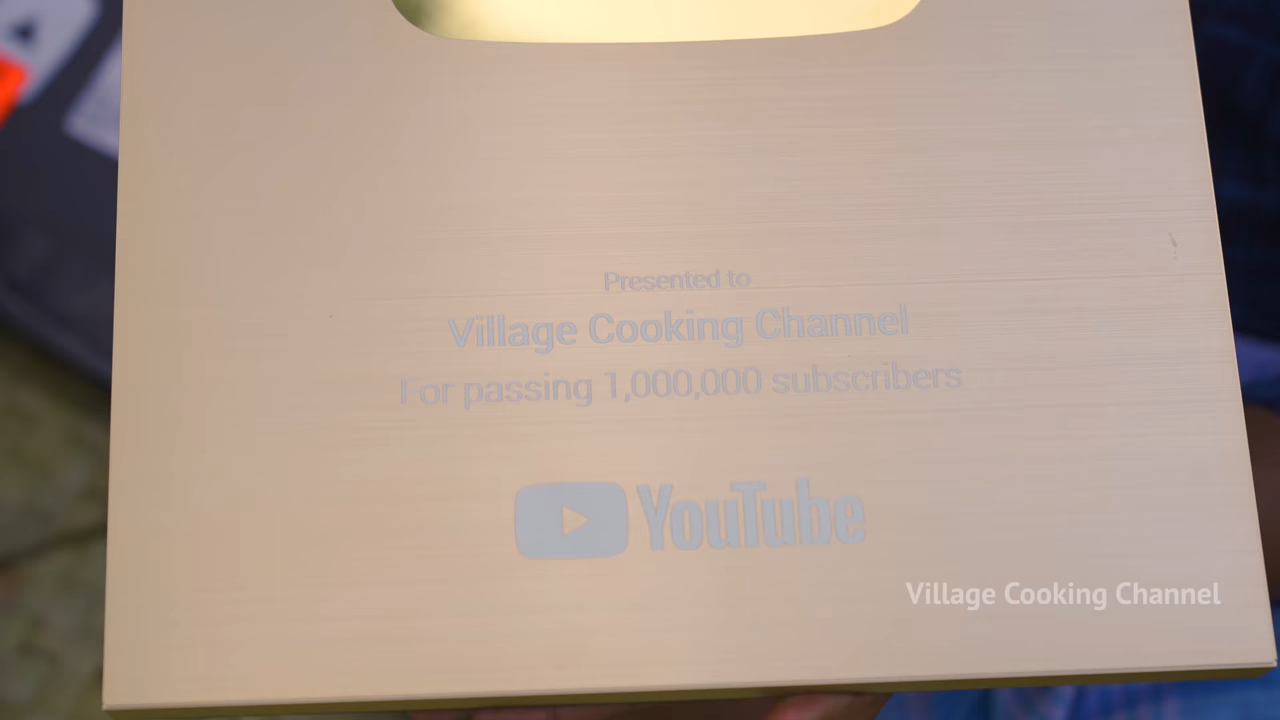 Presented to
Village Cooking Channel
For passing 1,000,000 subscribers
YouTube
Village Cooking Channel